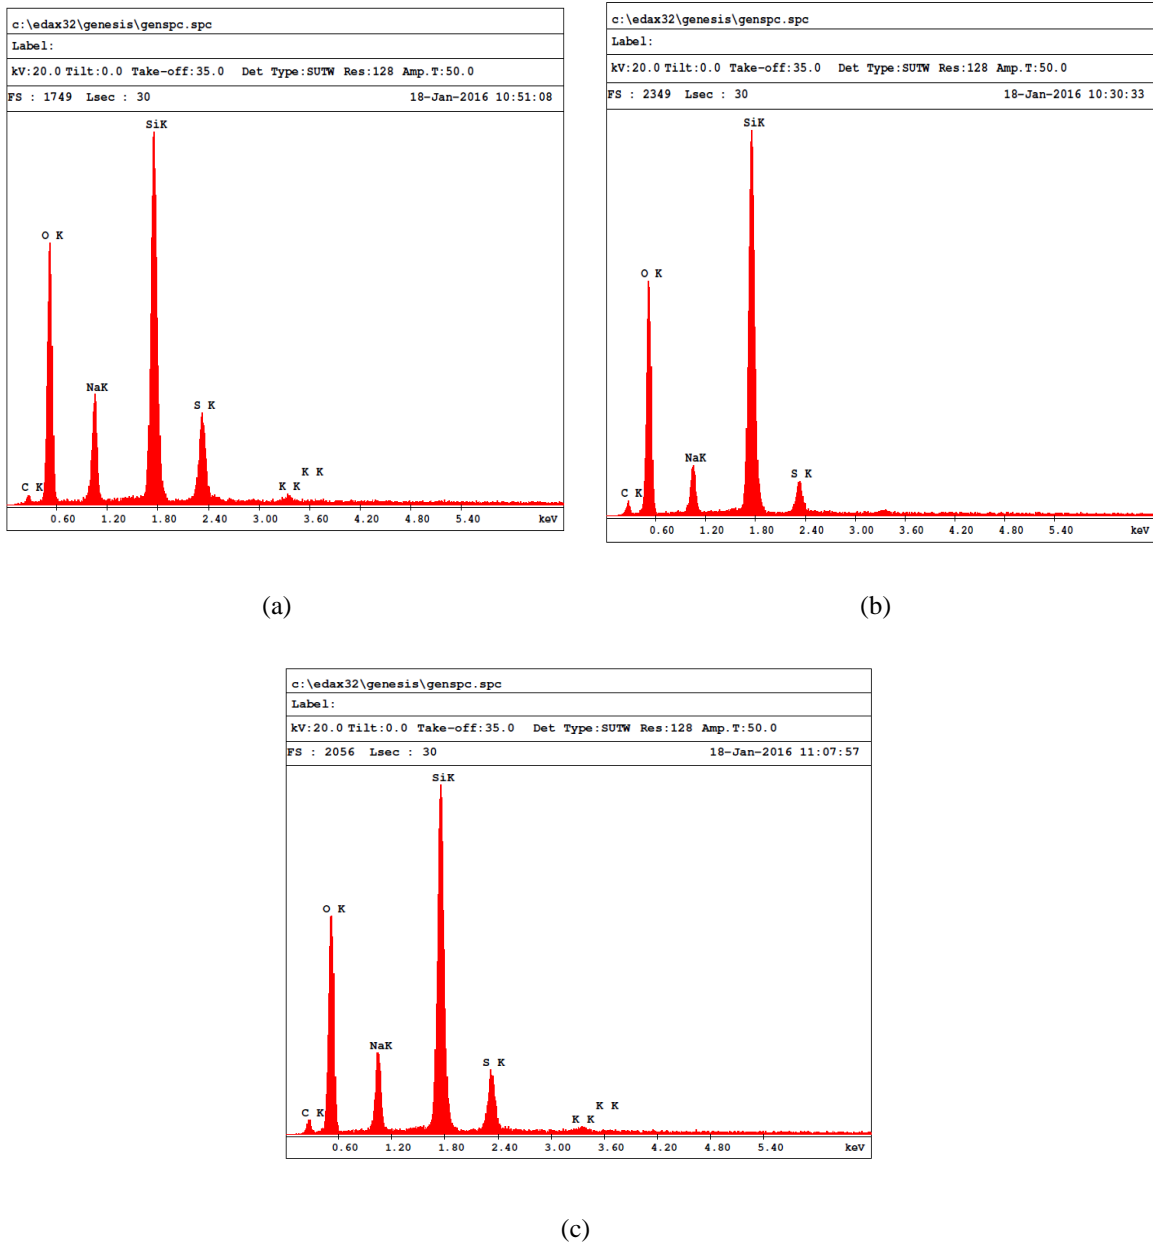 c:\edax32\genesis\genspc.spc
Label:
kV:20.0 Tilt:0.0 Take-off:35.0 Det Type:SUTW Res:128 Amp.T:50.0
FS : 1749 Lsec : 30 18-Jan-2016 10:51:08
SiK
O K
NaK
S K
K K
C K K K
0.60 1.20 1.80 2.40 3.00 3.60 4.20 4.80 5.40 keV
(a)
c:\edax32\genesis\genspc.spc
Label:
kV:20.0 Tilt:0.0 Take-off:35.0 Det Type:SUTW Res:128 Amp.T:50.0
FS : 2349 Lsec : 30 18-Jan-2016 10:30:33
SiK
O K
NaK
S K
C K
0.60 1.20 1.80 2.40 3.00 3.60 4.20 4.80 5.40 keV
(b)
c:\edax32\genesis\genspc.spc
Label:
kV:20.0 Tilt:0.0 Take-off:35.0 Det Type:SUTW Res:128 Amp.T:50.0
FS : 2056 Lsec : 30 18-Jan-2016 11:07:57
SiK
O K
NaK
S K
K K
C K K K
0.60 1.20 1.80 2.40 3.00 3.60 4.20 4.80 5.40 keV
(c)